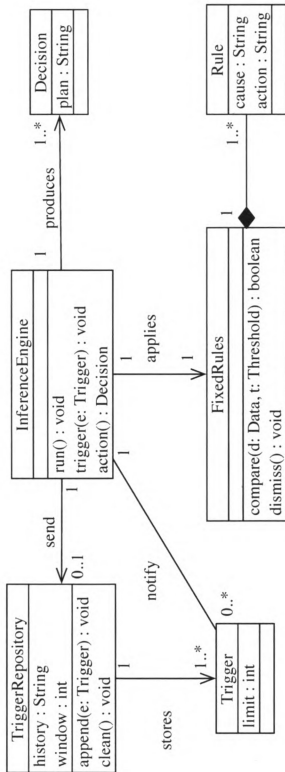 TriggerRepository
history : String
window : int
append(e: Trigger) : void
clean() : void
send
1
0..1
InferenceEngine
run() : void
trigger(e: Trigger) : void
action() : Decision
produces
1
1..*
Decision
plan : String
stores
1
1..*
notify
1
0..*
applies
1
1
Trigger
limit : int
FixedRules
compare(d: Data, t: Threshold) : boolean
dismiss() : void
1
1..*
Rule
cause : String
action : String